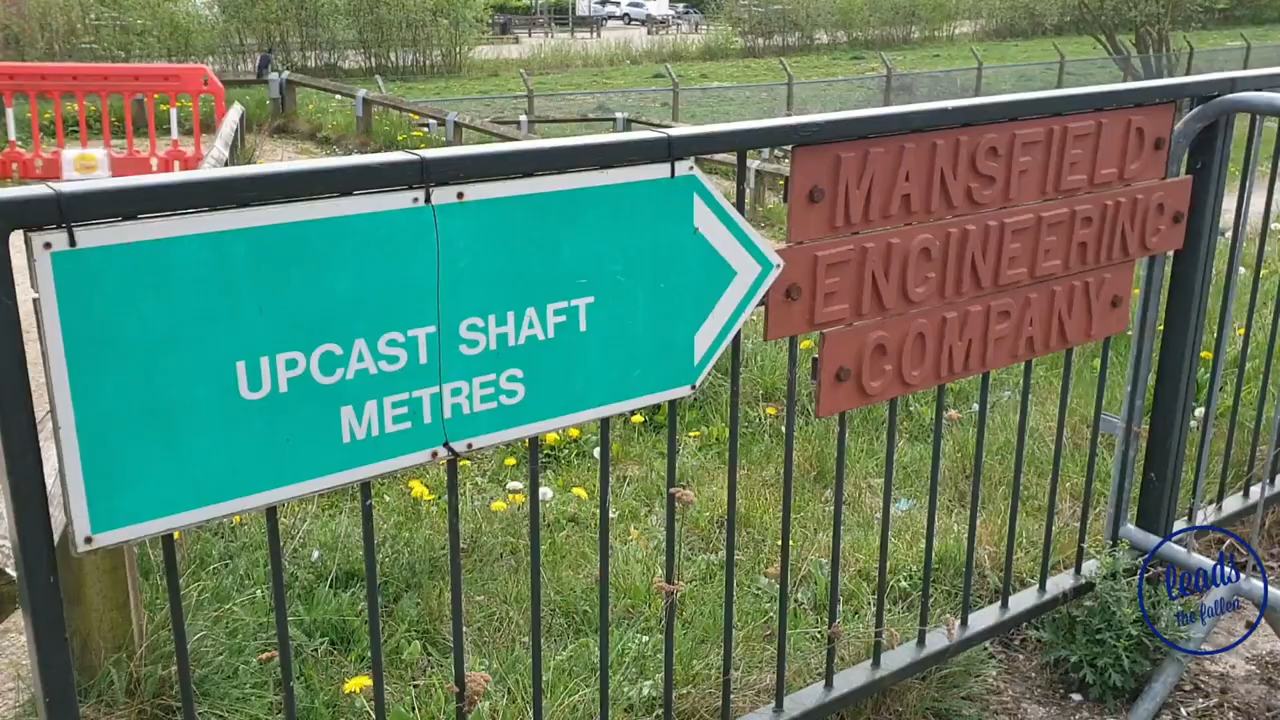 UPCAST SHAFT
METRES
MANSFIELD
ENGINEERING
COMPANY
leads
the fallen